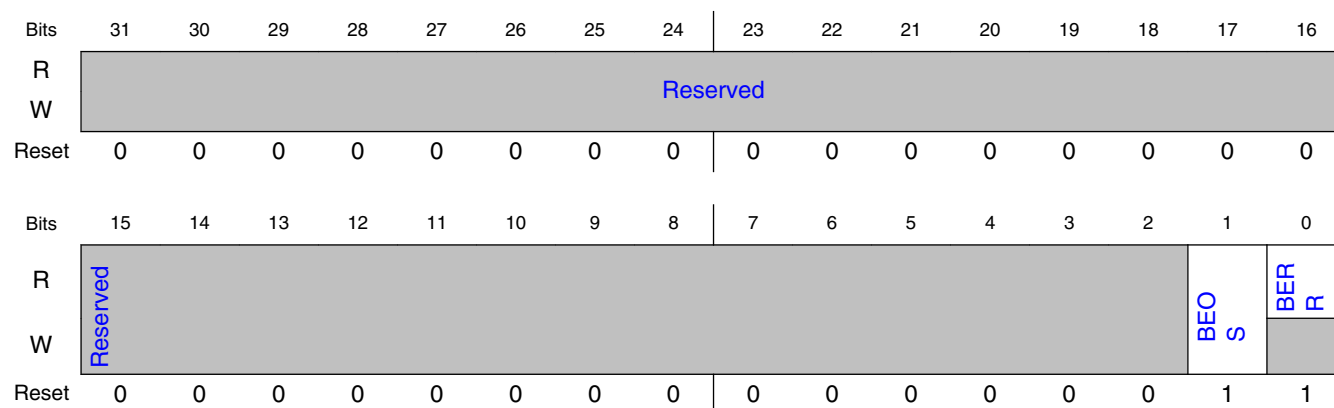 Bits 31 30 29 28 27 26 25 24 23 22 21 20 19 18 17 16
R
Reserved
W
Reset 0 0 0 0 0 0 0 0 0 0 0 0 0 0 0 0
Bits 15 14 13 12 11 10 9 8 7 6 5 4 3 2 1 0
R
Reserved
BEO
S
BER
R
W
Reset 0 0 0 0 0 0 0 0 0 0 0 0 0 0 1 1